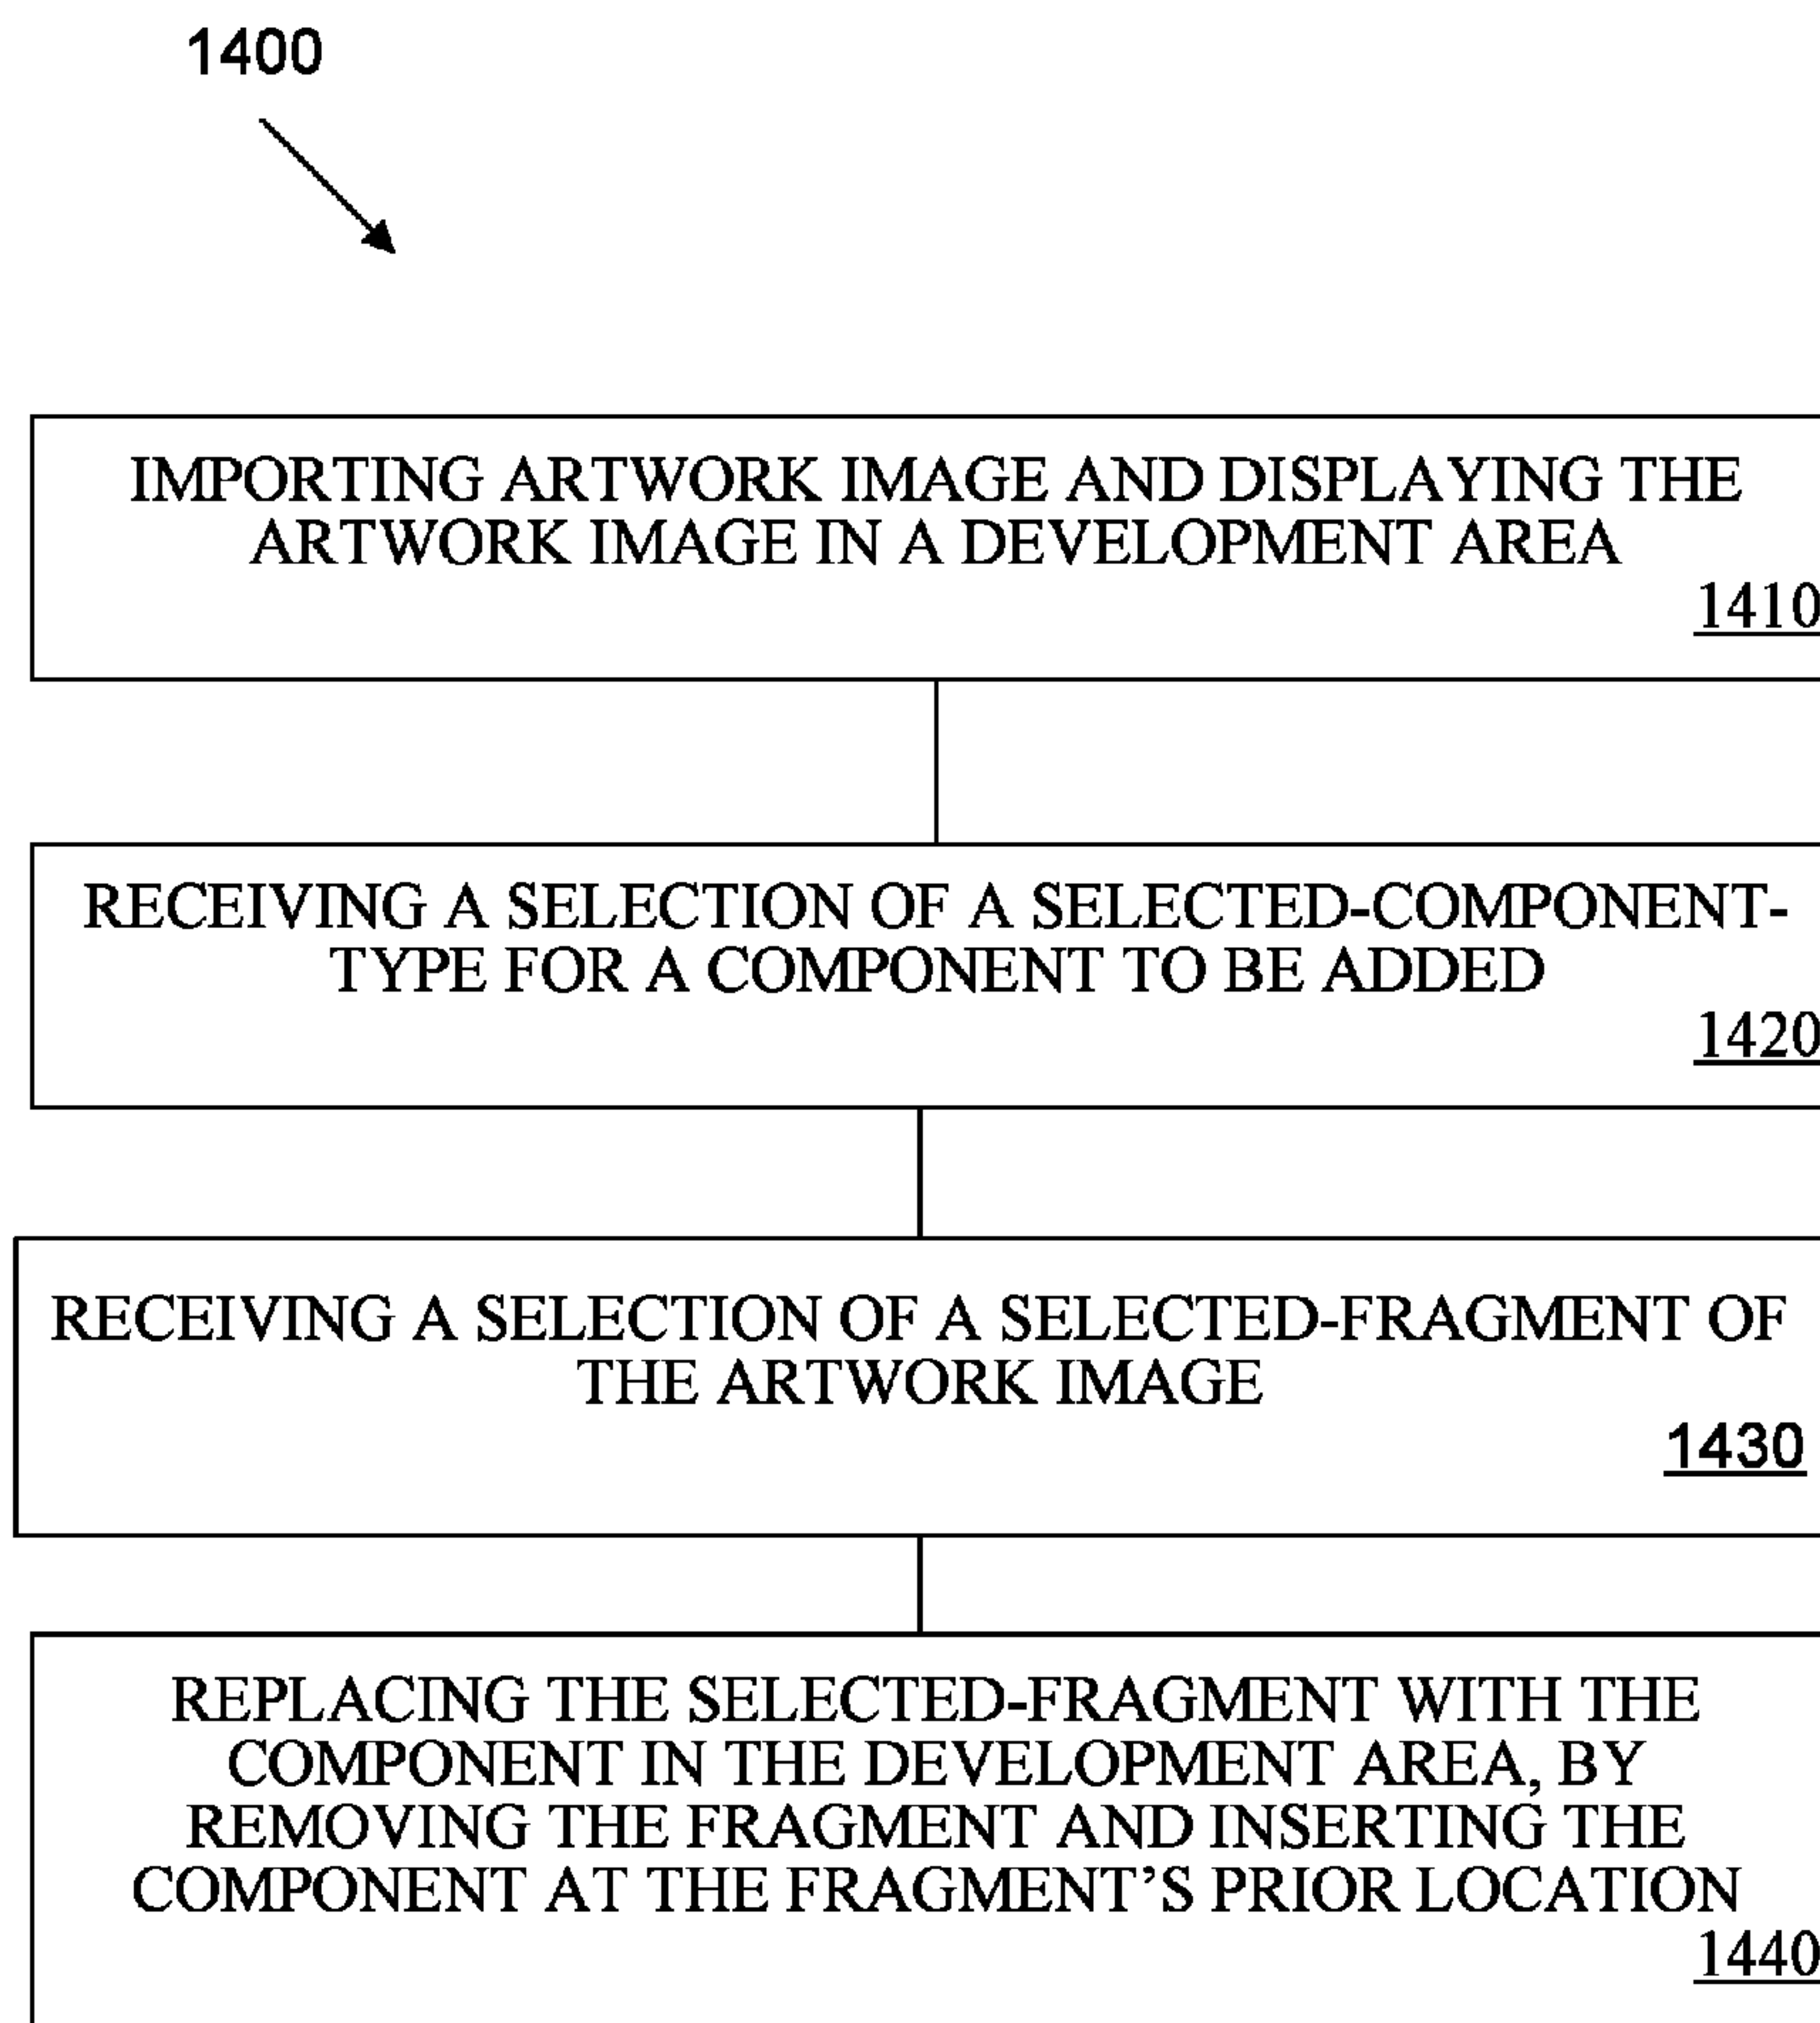 1400
IMPORTING ARTWORK IMAGE AND DISPLAYING THE
ARTWORK IMAGE IN A DEVELOPMENT AREA
1410
RECEIVING A SELECTION OF A SELECTED-COMPONENT-
TYPE FOR A COMPONENT TO BE ADDED
1420
RECEIVING A SELECTION OF A SELECTED-FRAGMENT OF
THE ARTWORK IMAGE
1430
REPLACING THE SELECTED-FRAGMENT WITH THE
COMPONENT IN THE DEVELOPMENT AREA, BY
REMOVING THE FRAGMENT AND INSERTING THE
COMPONENT AT THE FRAGMENT’S PRIOR LOCATION
1440